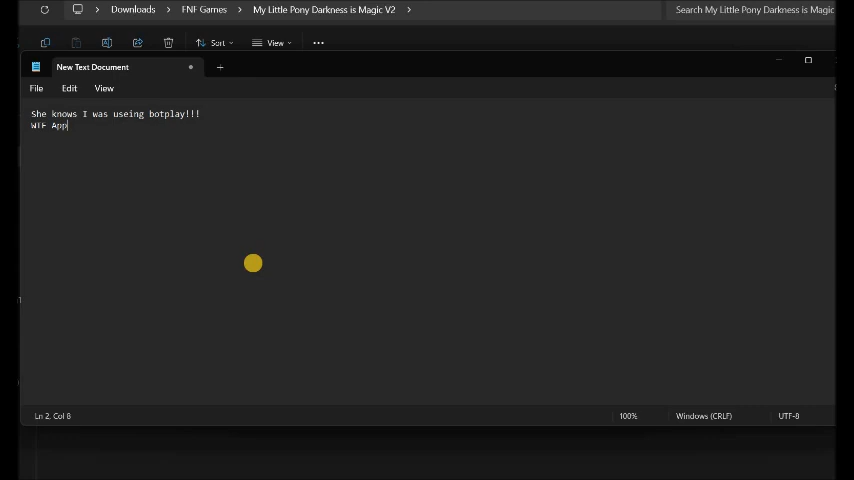 Downloads > FNF Games > My Little Pony Darkness is Magic V2 > Search My Little Pony Darkness is Magic
Sort View
New Text Document
File Edit View
She knows I was useing botplay!!!
WTF App
Ln 2, Col 8 100% Windows (CRLF) UTF-8